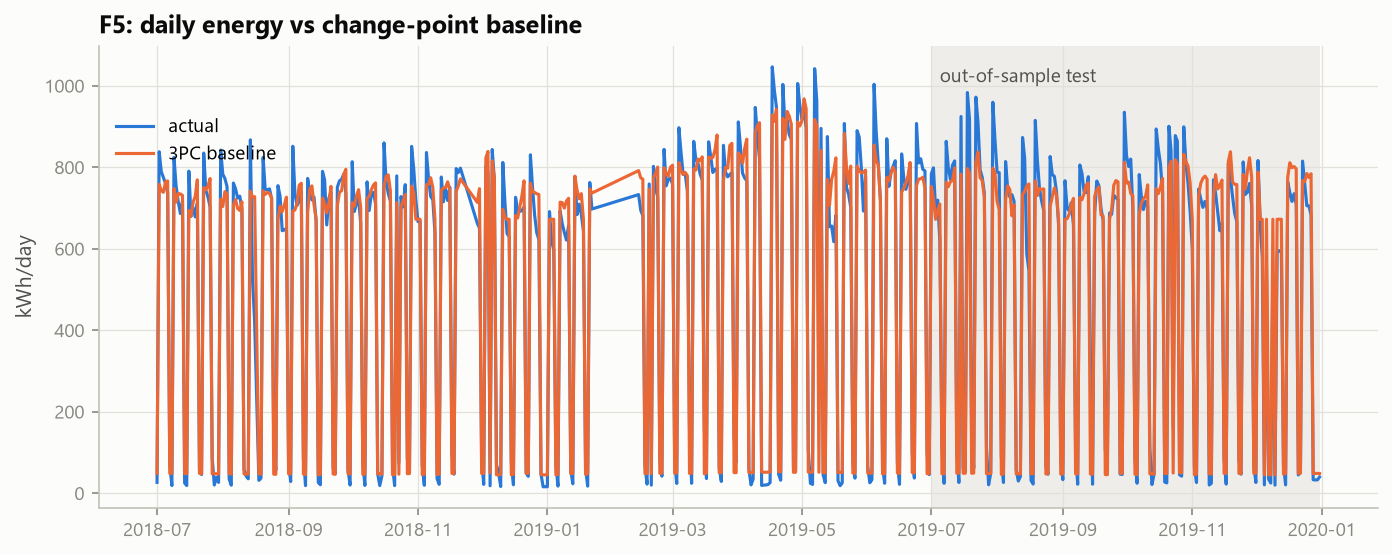 F5: daily energy vs change-point baseline
out-of-sample test
actual
3PC baseline
kWh/day
1000
800
600
400
200
0
2018-07 2018-09 2018-11 2019-01 2019-03 2019-05 2019-07 2019-09 2019-11 2020-01